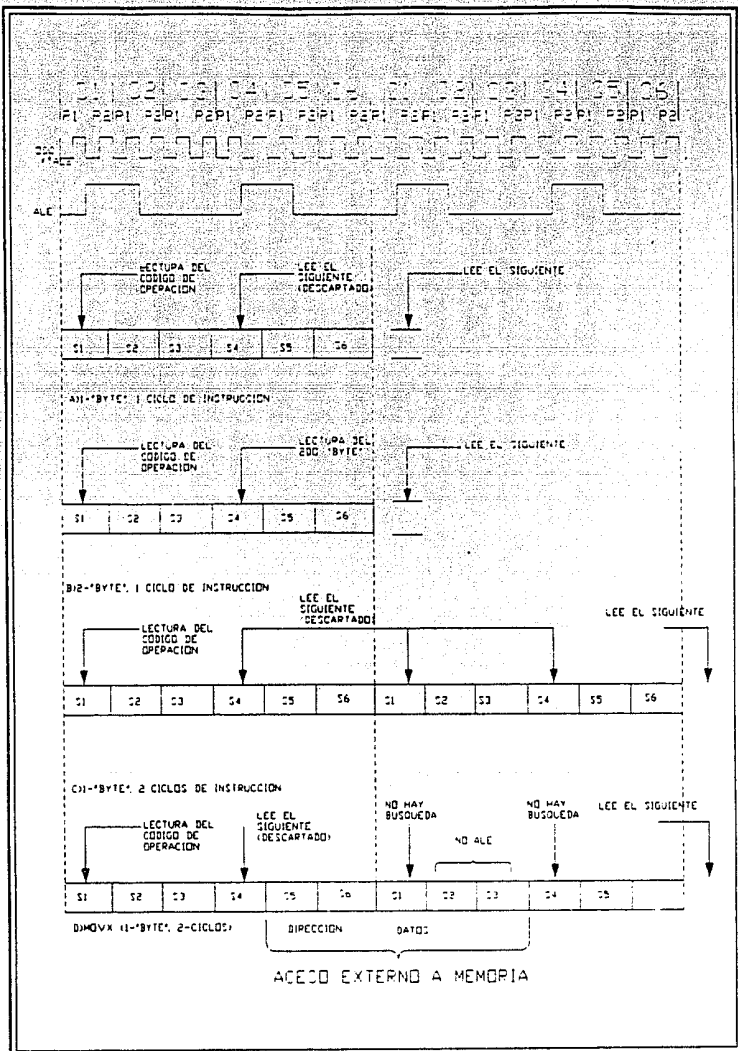 S1 S2 S3 S4 S5 S6 S1 S2 S3 S4 S5 S6
P1 P2 P1 P2 P1 P2 P1 P2 P1 P2 P1 P2 P1 P2 P1 P2 P1 P2 P1 P2 P1 P2 P1 P2
OSC
ALE
LECTURA DEL
CODIGO DE
OPERACION
LEE EL
SIGUIENTE
(DESCARTADO)
LEE EL SIGUIENTE
S1 S2 S3 S4 S5 S6
A)1-"BYTE", 1 CICLO DE INSTRUCCION
LECTURA DEL
CODIGO DE
OPERACION
LECTURA DEL
2DO "BYTE"
LEE EL SIGUIENTE
S1 S2 S3 S4 S5 S6
B)2-"BYTE", 1 CICLO DE INSTRUCCION
LECTURA DEL
CODIGO DE
OPERACION
LEE EL
SIGUIENTE
(DESCARTADO)
LEE EL SIGUIENTE
S1 S2 S3 S4 S5 S6 S1 S2 S3 S4 S5 S6
C)1-"BYTE", 2 CICLOS DE INSTRUCCION
LECTURA DEL
CODIGO DE
OPERACION
LEE EL
SIGUIENTE
(DESCARTADO)
NO HAY
BUSQUEDA
NO ALE
NO HAY
BUSQUEDA
LEE EL SIGUIENTE
S1 S2 S3 S4 S5 S6 S1 S2 S3 S4 S5
D)MOVX (1-"BYTE", 2-CICLOS)
DIRECCION
DATOS
ACESO EXTERNO A MEMORIA